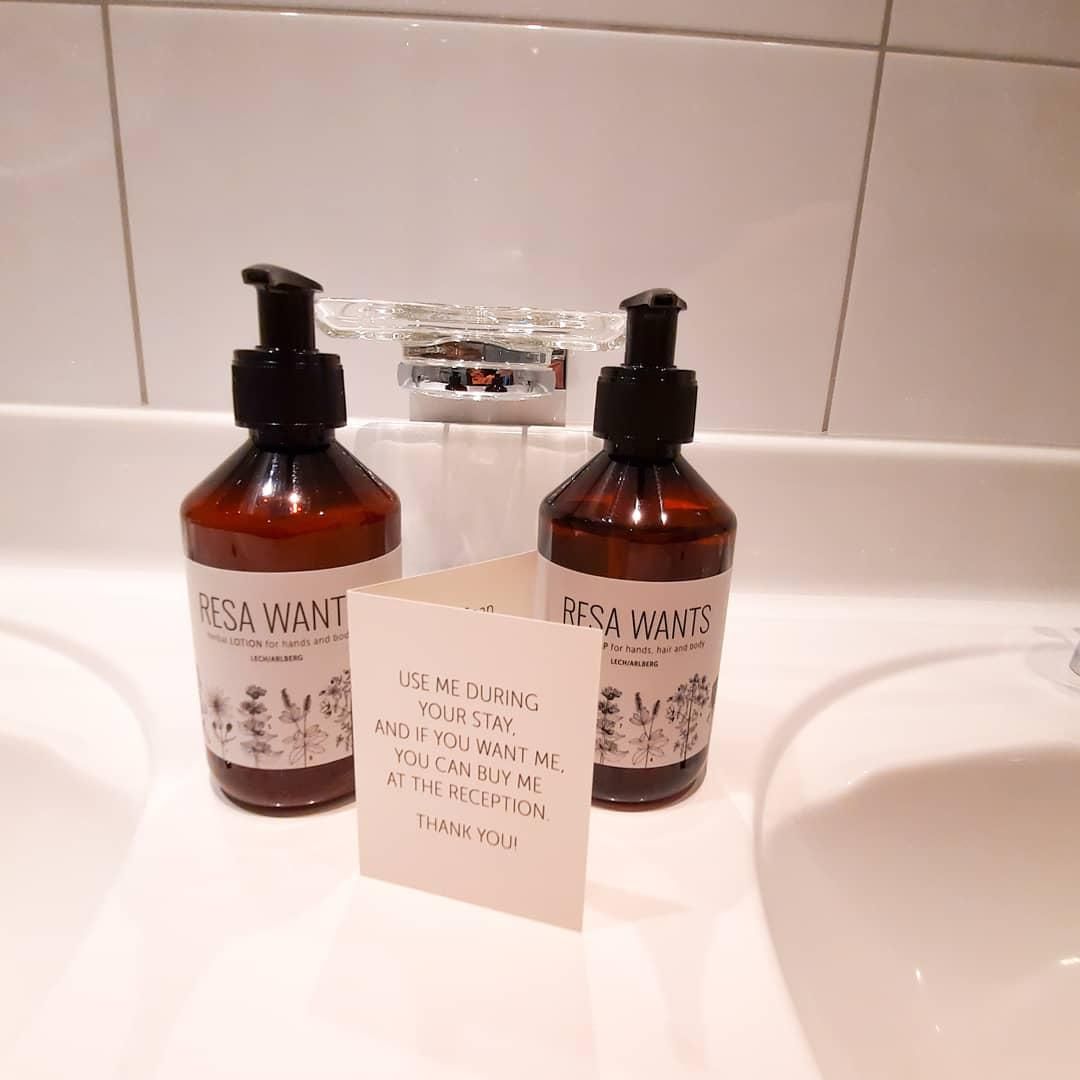 RESA WANT
herbal LOTION for hands and body
LECH/ARLBERG
RESA WANTS
for hands, hair and body
LECH/ARLBERG
USE ME DURING
YOUR STAY,
AND IF YOU WANT ME,
YOU CAN BUY ME
AT THE RECEPTION.
THANK YOU!